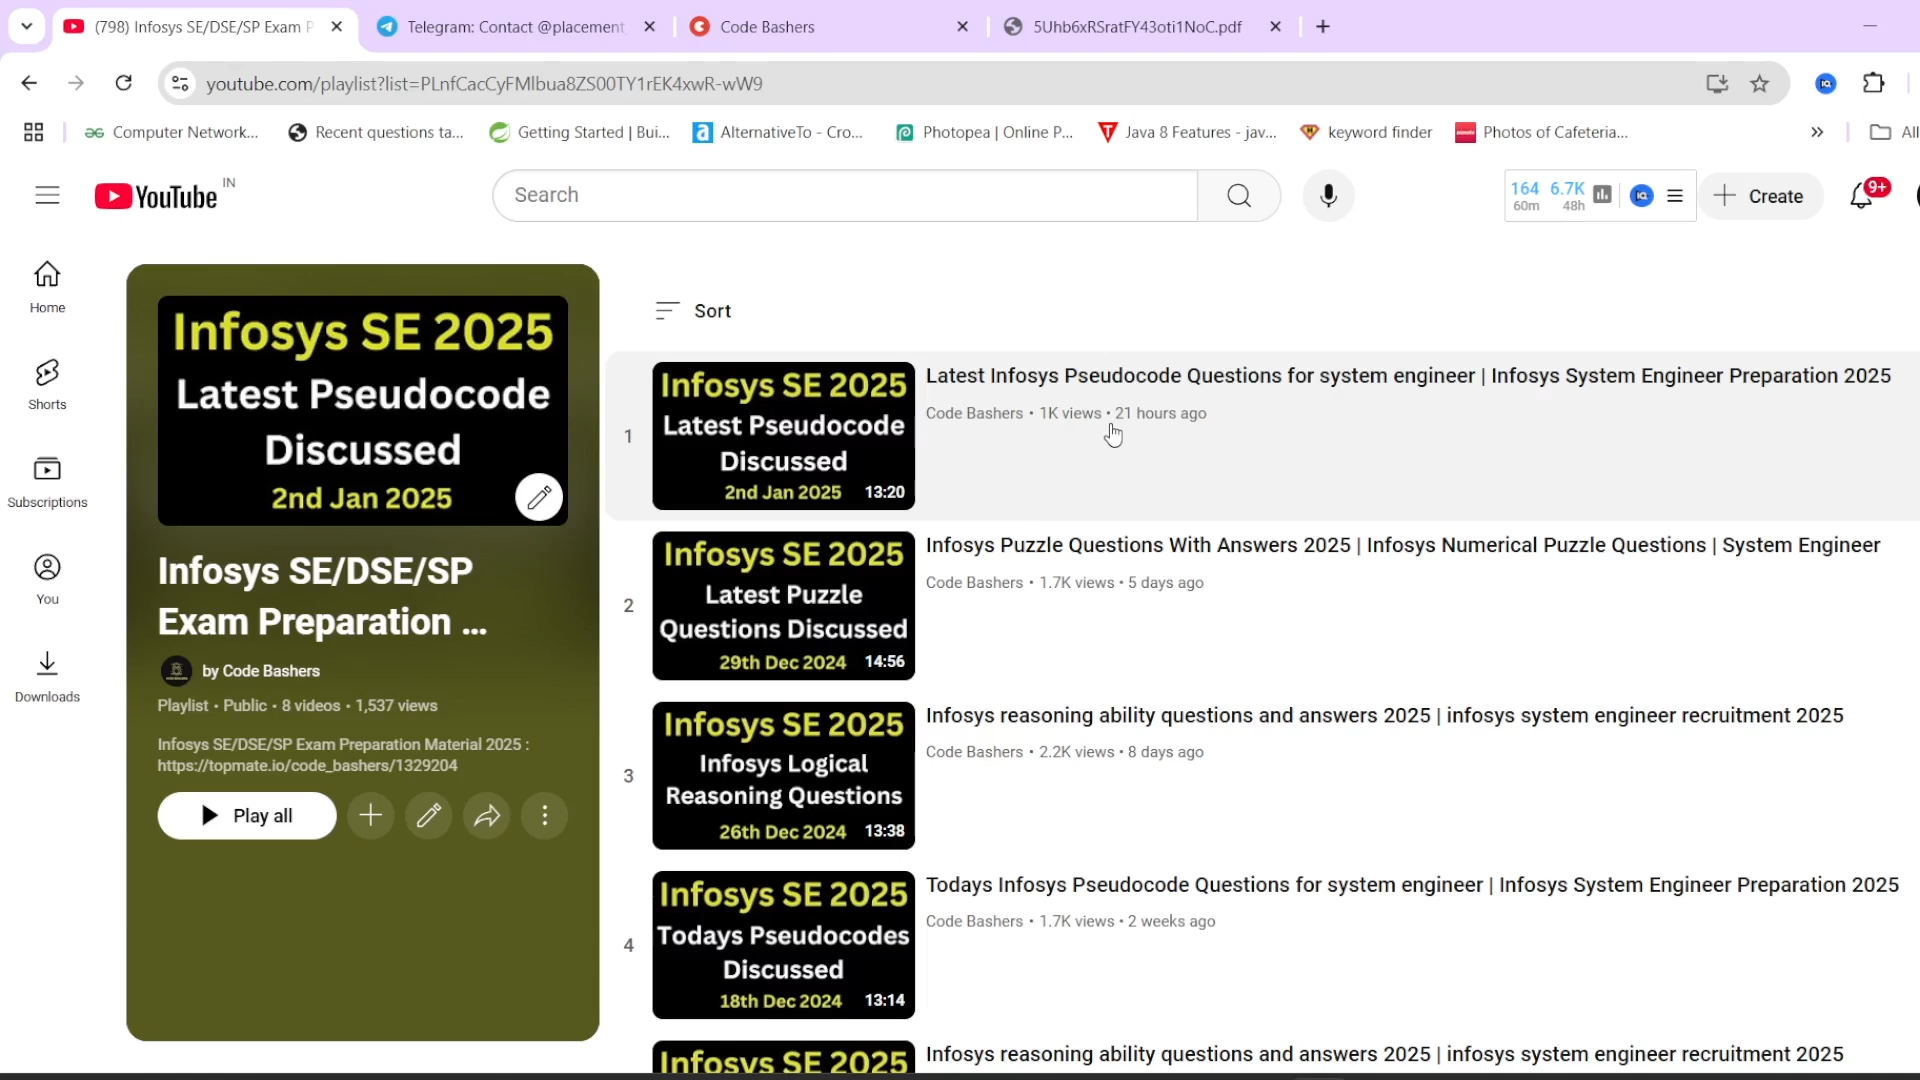 (798) Infosys SE/DSE/SP Exam P
Telegram: Contact @placement
Code Bashers
5Uhb6xRSratFY43oti1NoC.pdf
youtube.com/playlist?list=PLnfCacCyFMlbua8ZS00TY1rEK4xwR-wW9
Computer Network...
Recent questions ta...
Getting Started | Bui...
AlternativeTo - Cro...
Photopea | Online P...
Java 8 Features - jav...
keyword finder
Photos of Cafeteria...
All
YouTube IN
Search
164 6.7K
60m 48h
Create
9+
Home
Shorts
Subscriptions
You
Downloads
Infosys SE 2025
Latest Pseudocode
Discussed
2nd Jan 2025
Infosys SE/DSE/SP
Exam Preparation ...
by Code Bashers
Playlist • Public • 8 videos • 1,537 views
Infosys SE/DSE/SP Exam Preparation Material 2025 :
https://topmate.io/code_bashers/1329204
Play all
Sort
1
Infosys SE 2025
Latest Pseudocode
Discussed
2nd Jan 2025
13:20
Latest Infosys Pseudocode Questions for system engineer | Infosys System Engineer Preparation 2025
Code Bashers • 1K views • 21 hours ago
2
Infosys SE 2025
Latest Puzzle
Questions Discussed
29th Dec 2024
14:56
Infosys Puzzle Questions With Answers 2025 | Infosys Numerical Puzzle Questions | System Engineer
Code Bashers • 1.7K views • 5 days ago
3
Infosys SE 2025
Infosys Logical
Reasoning Questions
26th Dec 2024
13:38
Infosys reasoning ability questions and answers 2025 | infosys system engineer recruitment 2025
Code Bashers • 2.2K views • 8 days ago
4
Infosys SE 2025
Todays Pseudocodes
Discussed
18th Dec 2024
13:14
Todays Infosys Pseudocode Questions for system engineer | Infosys System Engineer Preparation 2025
Code Bashers • 1.7K views • 2 weeks ago
Infosys SE 2025
Infosys reasoning ability questions and answers 2025 | infosys system engineer recruitment 2025